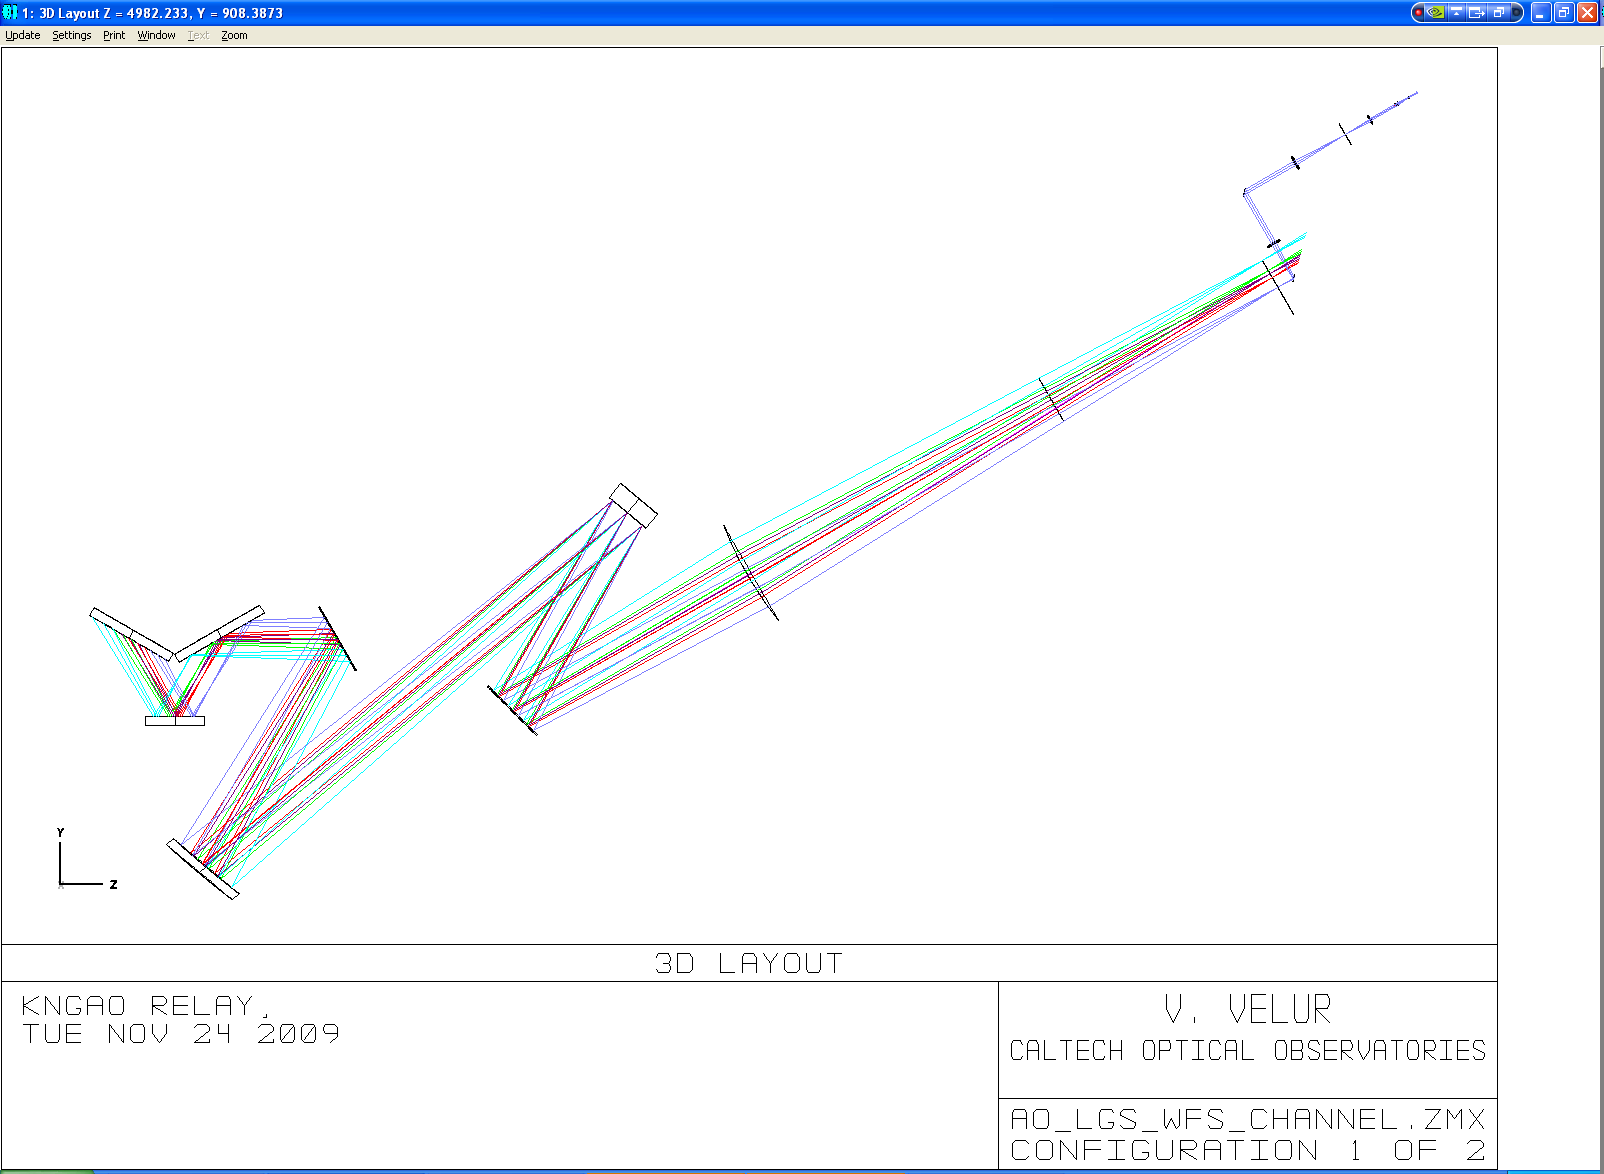 1: 3D Layout Z = 4982.233, Y = 908.3873
Update Settings Print Window Text Zoom
Y
Z
3D LAYOUT
KNGAO RELAY,
TUE NOV 24 2009
V. VELUR
CALTECH OPTICAL OBSERVATORIES
AO_LGS_WFS_CHANNEL.ZMX
CONFIGURATION 1 OF 2